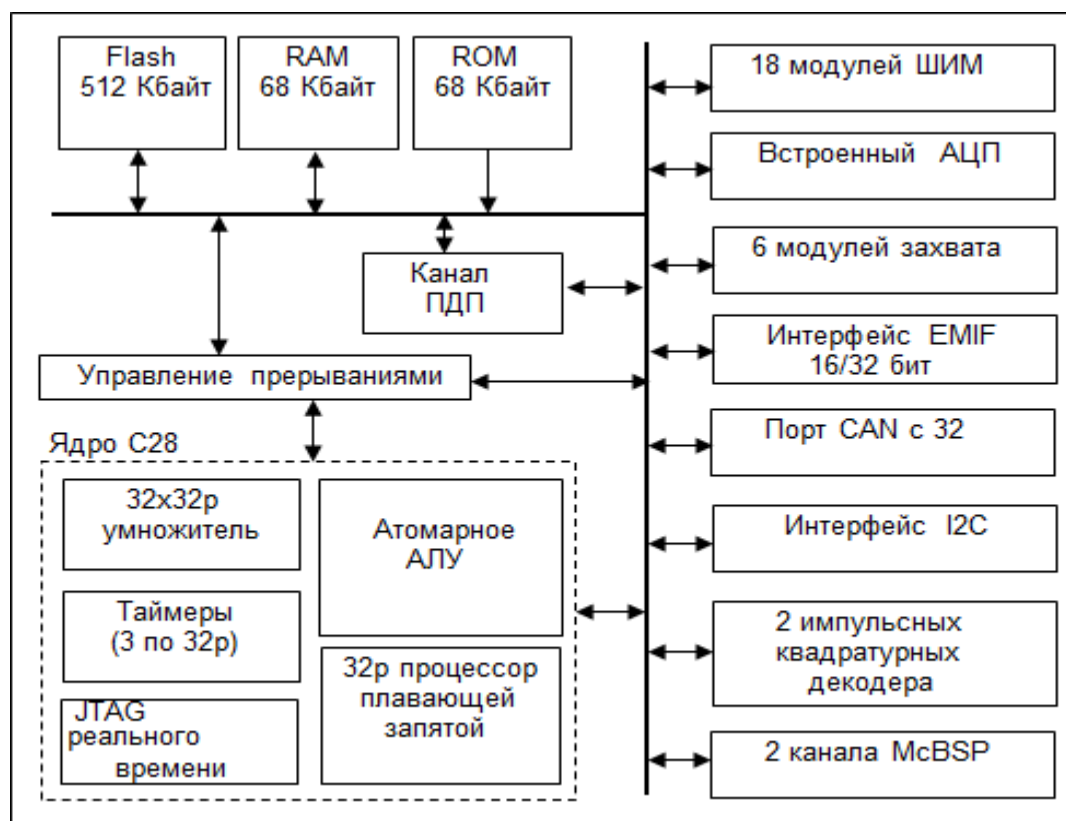 Flash
512 Кбайт
RAM
68 Кбайт
ROM
68 Кбайт
Канал
ПДП
Управление прерываниями
Ядро C28
32x32р
умножитель
Атомарное
АЛУ
Таймеры
(3 по 32р)
32р процессор
плавающей
запятой
JTAG
реального
времени
18 модулей ШИМ
Встроенный АЦП
6 модулей захвата
Интерфейс EMIF
16/32 бит
Порт CAN с 32
Интерфейс I2C
2 импульсных
квадратурных
декодера
2 канала McBSP